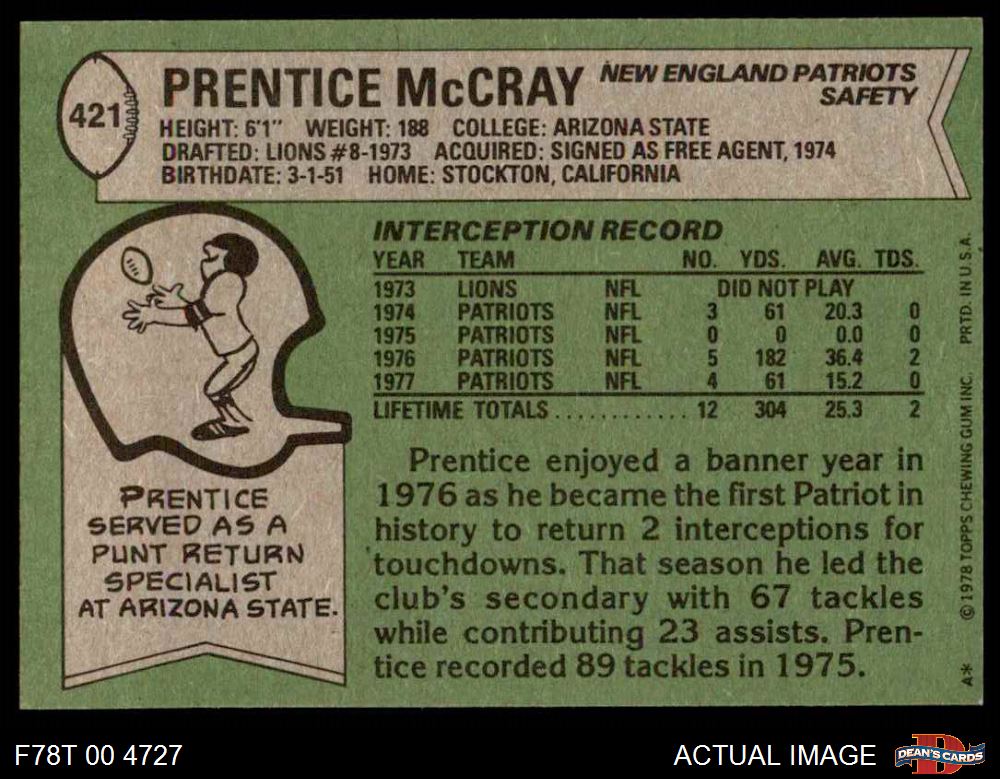 421
PRENTICE McCRAY
NEW ENGLAND PATRIOTS
SAFETY
HEIGHT: 6'1" WEIGHT: 188 COLLEGE: ARIZONA STATE
DRAFTED: LIONS #8-1973 ACQUIRED: SIGNED AS FREE AGENT, 1974
BIRTHDATE: 3-1-51 HOME: STOCKTON, CALIFORNIA
INTERCEPTION RECORD
YEAR TEAM NO. YDS. AVG. TDS.
1973 LIONS NFL DID NOT PLAY
1974 PATRIOTS NFL 3 61 20.3 0
1975 PATRIOTS NFL 0 0 0.0 0
1976 PATRIOTS NFL 5 182 36.4 2
1977 PATRIOTS NFL 4 61 15.2 0
LIFETIME TOTALS............ 12 304 25.3 2
Prentice enjoyed a banner year in
1976 as he became the first Patriot in
history to return 2 interceptions for
touchdowns. That season he led the
club's secondary with 67 tackles
while contributing 23 assists. Pren-
tice recorded 89 tackles in 1975.
PRENTICE
SERVED AS A
PUNT RETURN
SPECIALIST
AT ARIZONA STATE.
A* © 1978 TOPPS CHEWING GUM INC. PRTD. IN U.S.A.
F78T 00 4727
ACTUAL IMAGE
DEAN'S CARDS